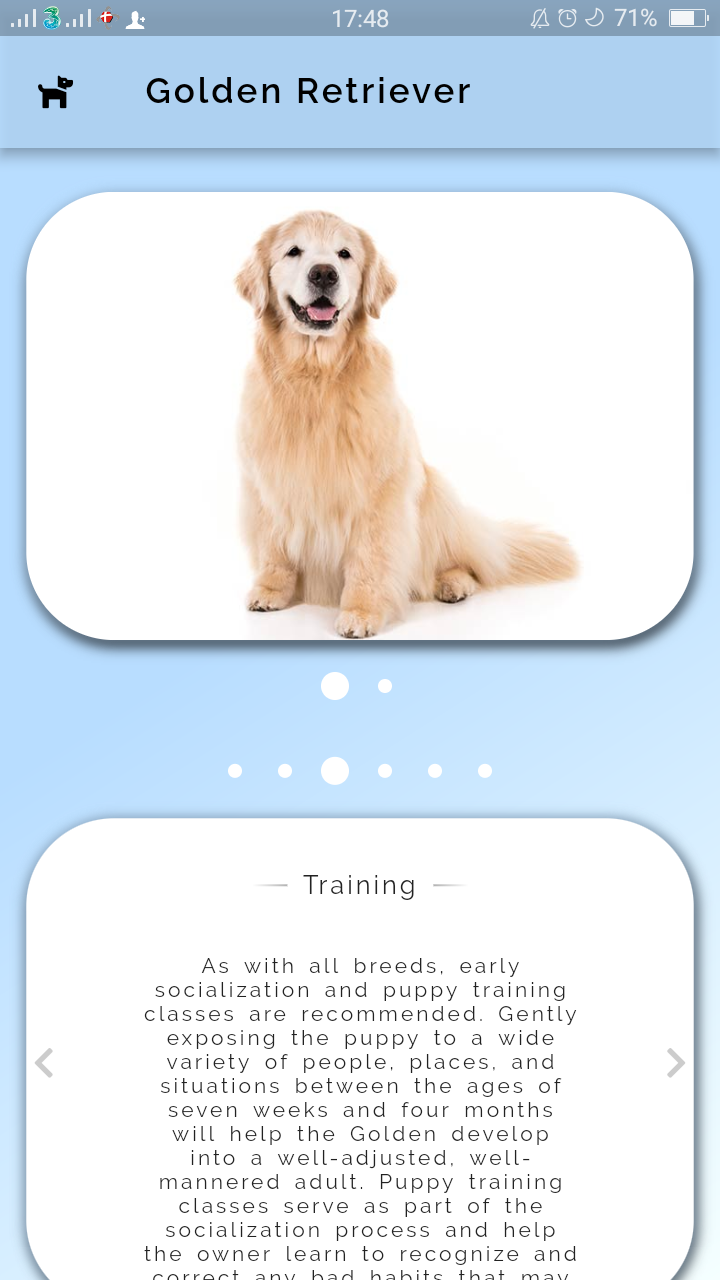 17:48 71%
Golden Retriever
Training
As with all breeds, early
socialization and puppy training
classes are recommended. Gently
exposing the puppy to a wide
variety of people, places, and
situations between the ages of
seven weeks and four months
will help the Golden develop
into a well-adjusted, well-
mannered adult. Puppy training
classes serve as part of the
socialization process and help
the owner learn to recognize and
correct any bad habits that may